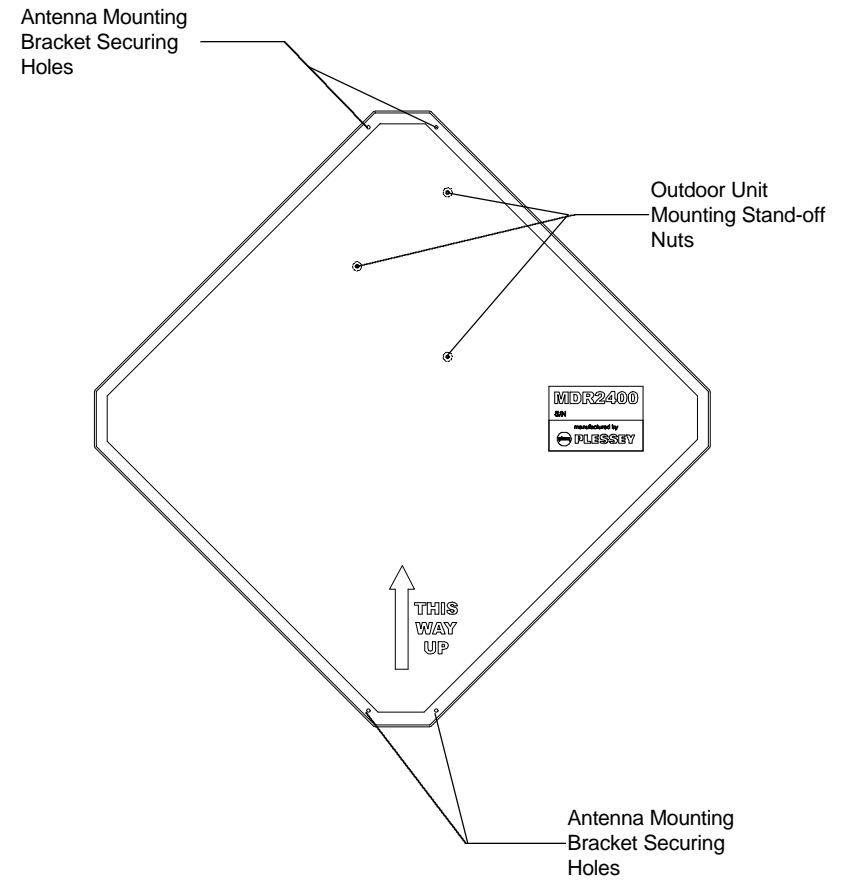 Antenna Mounting
Bracket Securing
Holes
Outdoor Unit
Mounting Stand-off
Nuts
MDR2400
S/N
manufactured by
PLESSEY
THIS
WAY
UP
Antenna Mounting
Bracket Securing
Holes